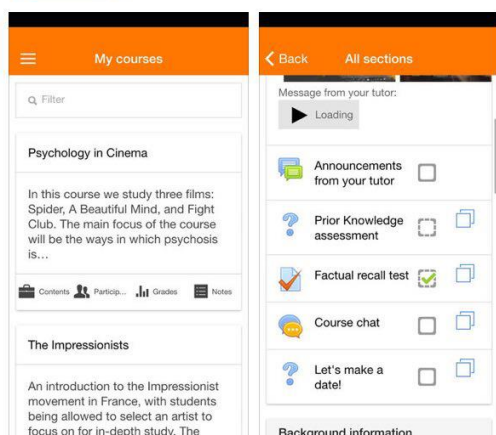 My courses
Filter
Psychology in Cinema
In this course we study three films:
Spider, A Beautiful Mind, and Fight
Club. The main focus of the course
will be the ways in which psychosis
is...
Contents Particip... Grades Notes
The Impressionists
An introduction to the Impressionist
movement in France, with students
being allowed to select an artist to
focus on for in-depth study. The
Back All sections
Message from your tutor:
Loading
Announcements
from your tutor
Prior Knowledge
assessment
Factual recall test
Course chat
Let's make a
date!
Background information